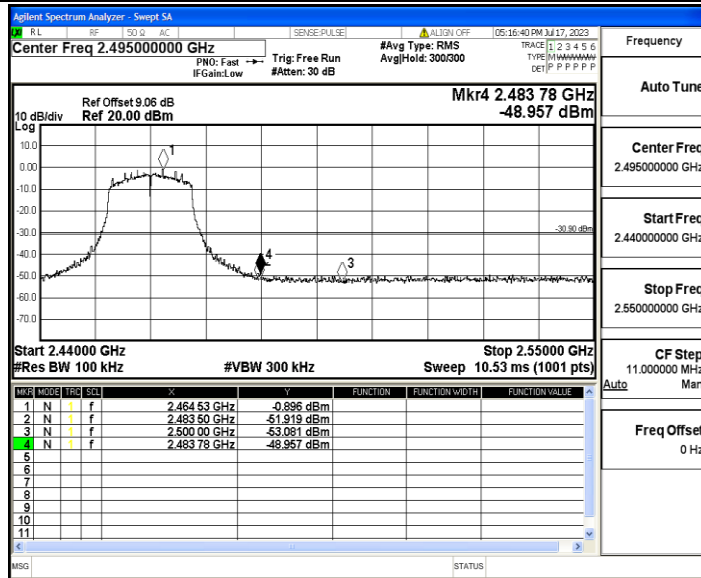 Agilent Spectrum Analyzer - Swept SA
RL RF 50 Ω AC SENSE:PULSE ALIGN OFF 05:16:40 PM Jul 17, 2023
Center Freq 2.495000000 GHz
#Avg Type: RMS
TRACE 1 2 3 4 5 6
PNO: Fast Trig: Free Run Avg|Hold: 300/300
TYPE M
IFGain:Low #Atten: 30 dB
DET P P P P P P
Mkr4 2.483 78 GHz
-48.957 dBm
Ref Offset 9.06 dB
10 dB/div Ref 20.00 dBm
Log
10.0
0.00
-10.0
-20.0
-30.0
-40.0
-50.0
-60.0
-70.0
1
4
3
-30.90 dBm
Start 2.44000 GHz Stop 2.55000 GHz
#Res BW 100 kHz #VBW 300 kHz Sweep 10.53 ms (1001 pts)
MKR MODE TRC SCL X Y FUNCTION FUNCTION WIDTH FUNCTION VALUE
1 N 1 f 2.464 53 GHz -0.896 dBm
2 N 1 f 2.483 50 GHz -51.919 dBm
3 N 1 f 2.500 00 GHz -53.081 dBm
4 N 1 f 2.483 78 GHz -48.957 dBm
5
6
7
8
9
10
11
MSG STATUS
Frequency
Auto Tune
Center Freq
2.495000000 GHz
Start Freq
2.440000000 GHz
Stop Freq
2.550000000 GHz
CF Step
11.000000 MHz
Auto Man
Freq Offset
0 Hz